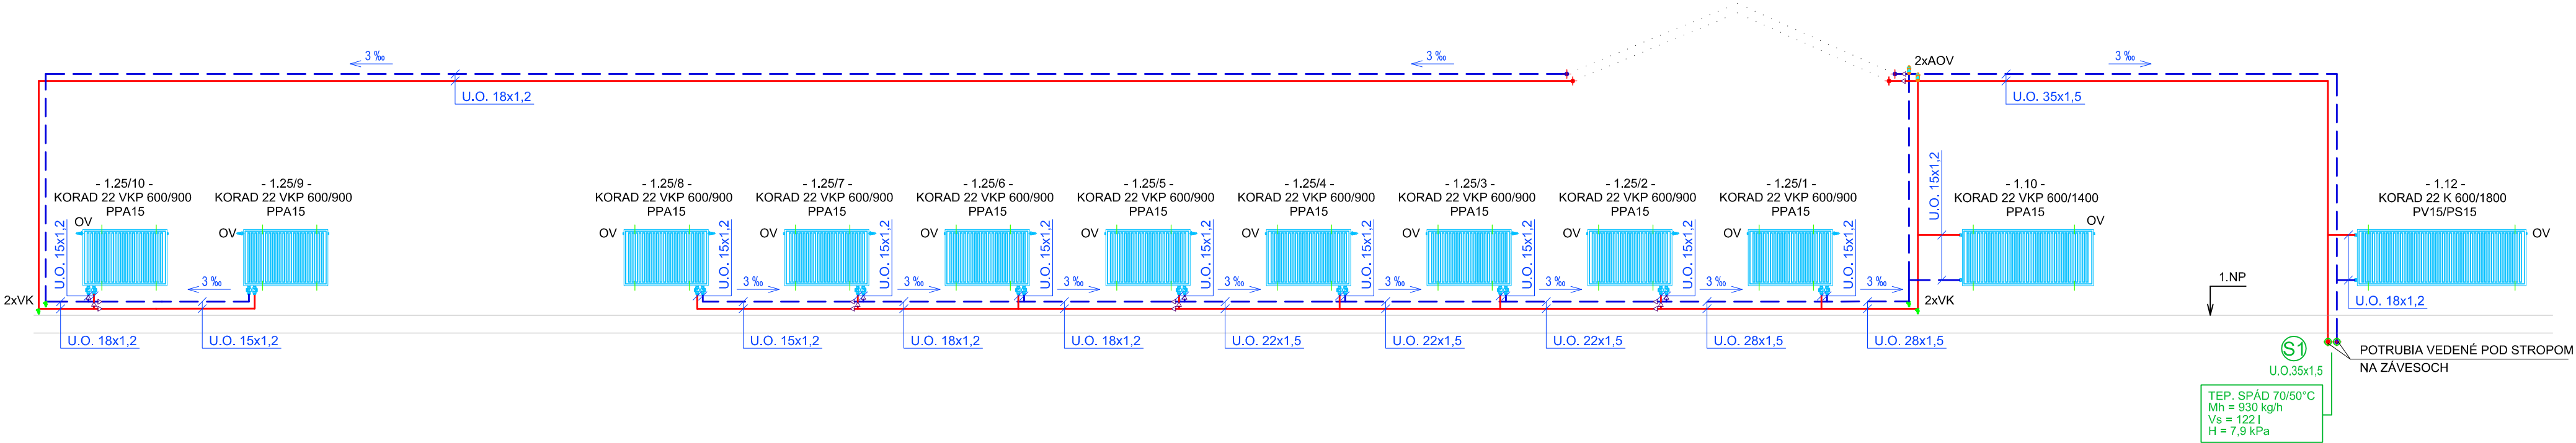 3 ‰
3 ‰
2xAOV
3 ‰
U.O. 18x1,2
U.O. 35x1,5
- 1.25/10 -
KORAD 22 VKP 600/900
PPA15
OV
U.O. 15x1,2
- 1.25/9 -
KORAD 22 VKP 600/900
PPA15
OV
- 1.25/8 -
KORAD 22 VKP 600/900
PPA15
OV
U.O. 15x1,2
- 1.25/7 -
KORAD 22 VKP 600/900
PPA15
OV
U.O. 15x1,2
- 1.25/6 -
KORAD 22 VKP 600/900
PPA15
OV
U.O. 15x1,2
- 1.25/5 -
KORAD 22 VKP 600/900
PPA15
OV
U.O. 15x1,2
- 1.25/4 -
KORAD 22 VKP 600/900
PPA15
OV
U.O. 15x1,2
- 1.25/3 -
KORAD 22 VKP 600/900
PPA15
OV
U.O. 15x1,2
- 1.25/2 -
KORAD 22 VKP 600/900
PPA15
OV
U.O. 15x1,2
- 1.25/1 -
KORAD 22 VKP 600/900
PPA15
OV
U.O. 15x1,2
U.O. 15x1,2
- 1.10 -
KORAD 22 VKP 600/1400
PPA15
OV
- 1.12 -
KORAD 22 K 600/1800
PV15/PS15
OV
3 ‰
3 ‰
3 ‰
3 ‰
3 ‰
3 ‰
3 ‰
3 ‰
3 ‰
1.NP
2xVK
2xVK
U.O. 18x1,2
U.O. 18x1,2
U.O. 15x1,2
U.O. 15x1,2
U.O. 18x1,2
U.O. 18x1,2
U.O. 22x1,5
U.O. 22x1,5
U.O. 22x1,5
U.O. 28x1,5
U.O. 28x1,5
S1
U.O.35x1,5
POTRUBIA VEDENÉ POD STROPOM
NA ZÁVESOCH
TEP. SPÁD 70/50°C
Mh = 930 kg/h
Vs = 122 l
H = 7,9 kPa